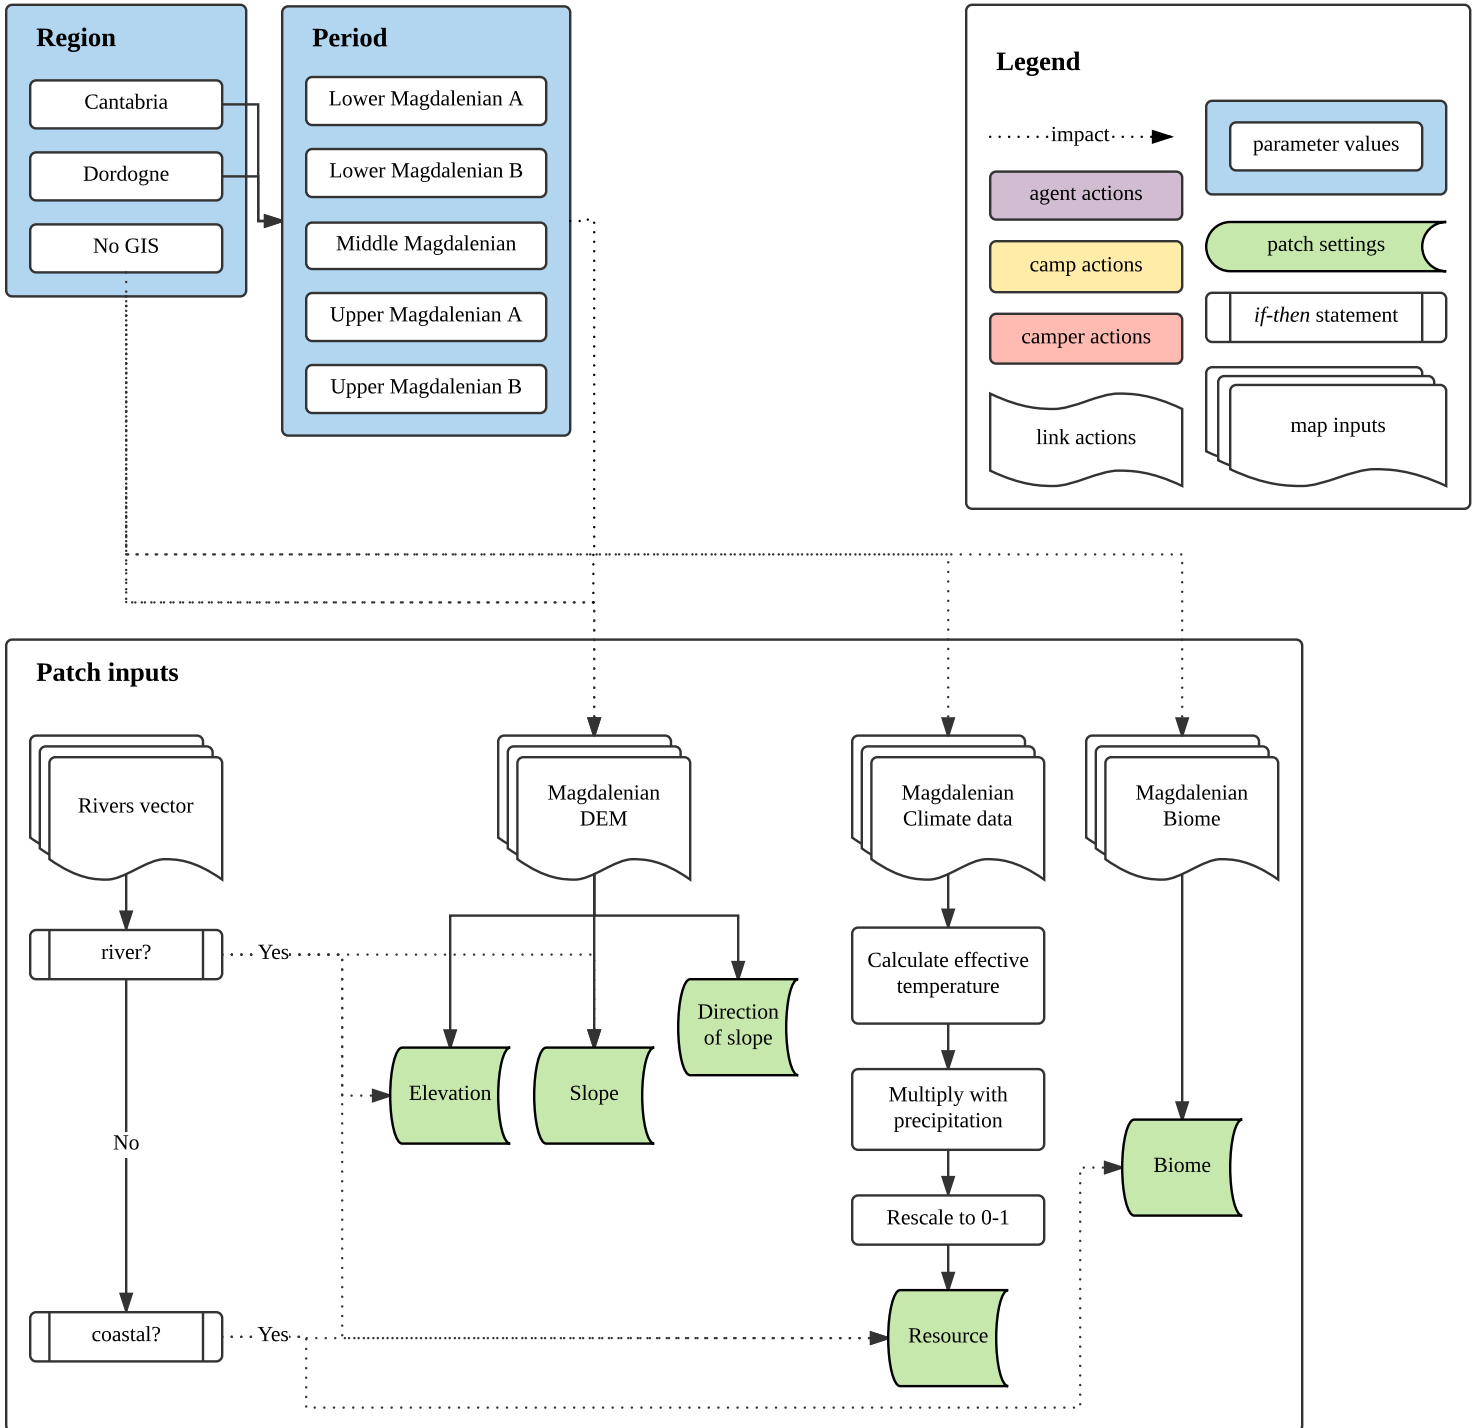 Region
Cantabria
Dordogne
No GIS
Period
Lower Magdalenian A
Lower Magdalenian B
Middle Magdalenian
Upper Magdalenian A
Upper Magdalenian B
Legend
impact
agent actions
camp actions
camper actions
link actions
parameter values
patch settings
if-then statement
map inputs
Patch inputs
Rivers vector
river?
Yes
No
coastal?
Yes
Magdalenian
DEM
Elevation
Slope
Direction
of slope
Magdalenian
Climate data
Calculate effective
temperature
Multiply with
precipitation
Rescale to 0-1
Resource
Magdalenian
Biome
Biome